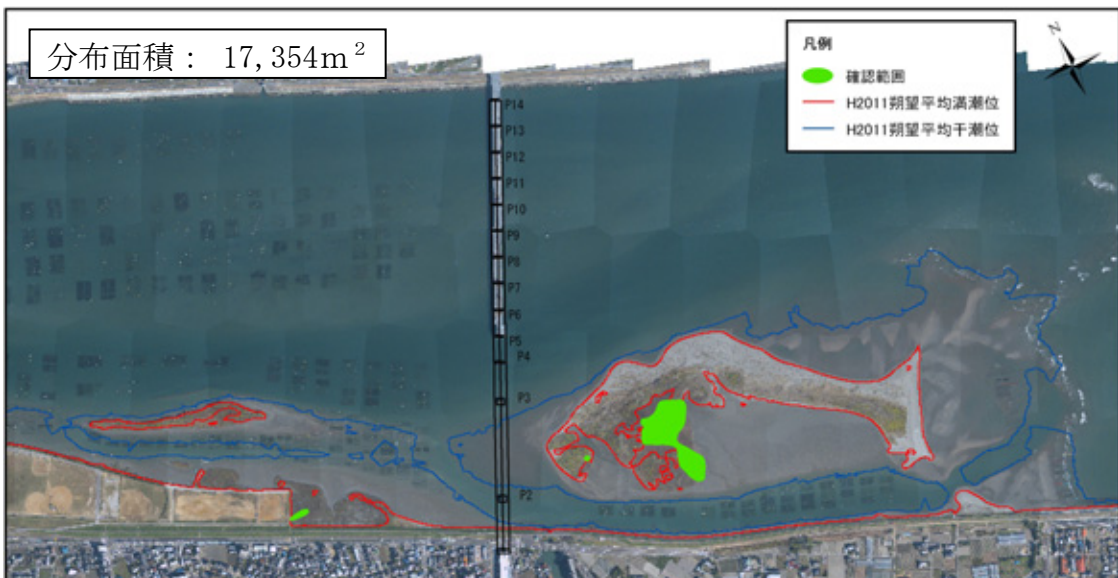 分布面積： 17,354m²
凡例
確認範囲
H2011朔望平均満潮位
H2011朔望平均干潮位
N
P14
P13
P12
P11
P10
P9
P8
P7
P6
P5
P4
P3
P2